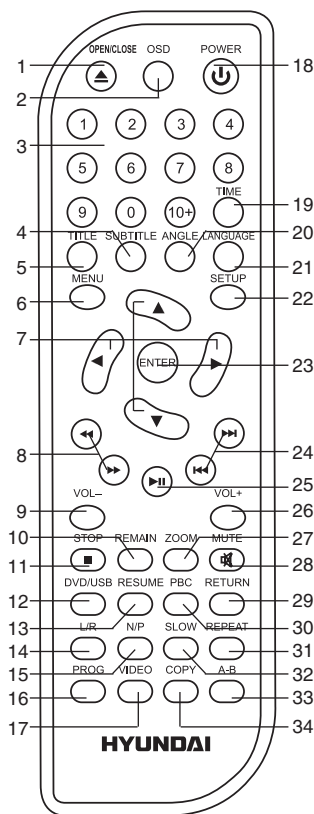 OPEN/CLOSE OSD POWER
1 18
2
1 2 3 4
3
5 6 7 8
TIME
9 0 10+ 19
4 20
TITLE SUBTITLE ANGLE LANGUAGE
5 21
MENU SETUP
6 22
7
ENTER 23
8 24
25
VOL– VOL+
9 26
10 27
STOP REMAIN ZOOM MUTE
11 28
DVD/USB RESUME PBC RETURN
12 29
13 30
L/R N/P SLOW REPEAT
14 31
15 32
PROG VIDEO COPY A-B
16 33
17 34
HYUNDAI